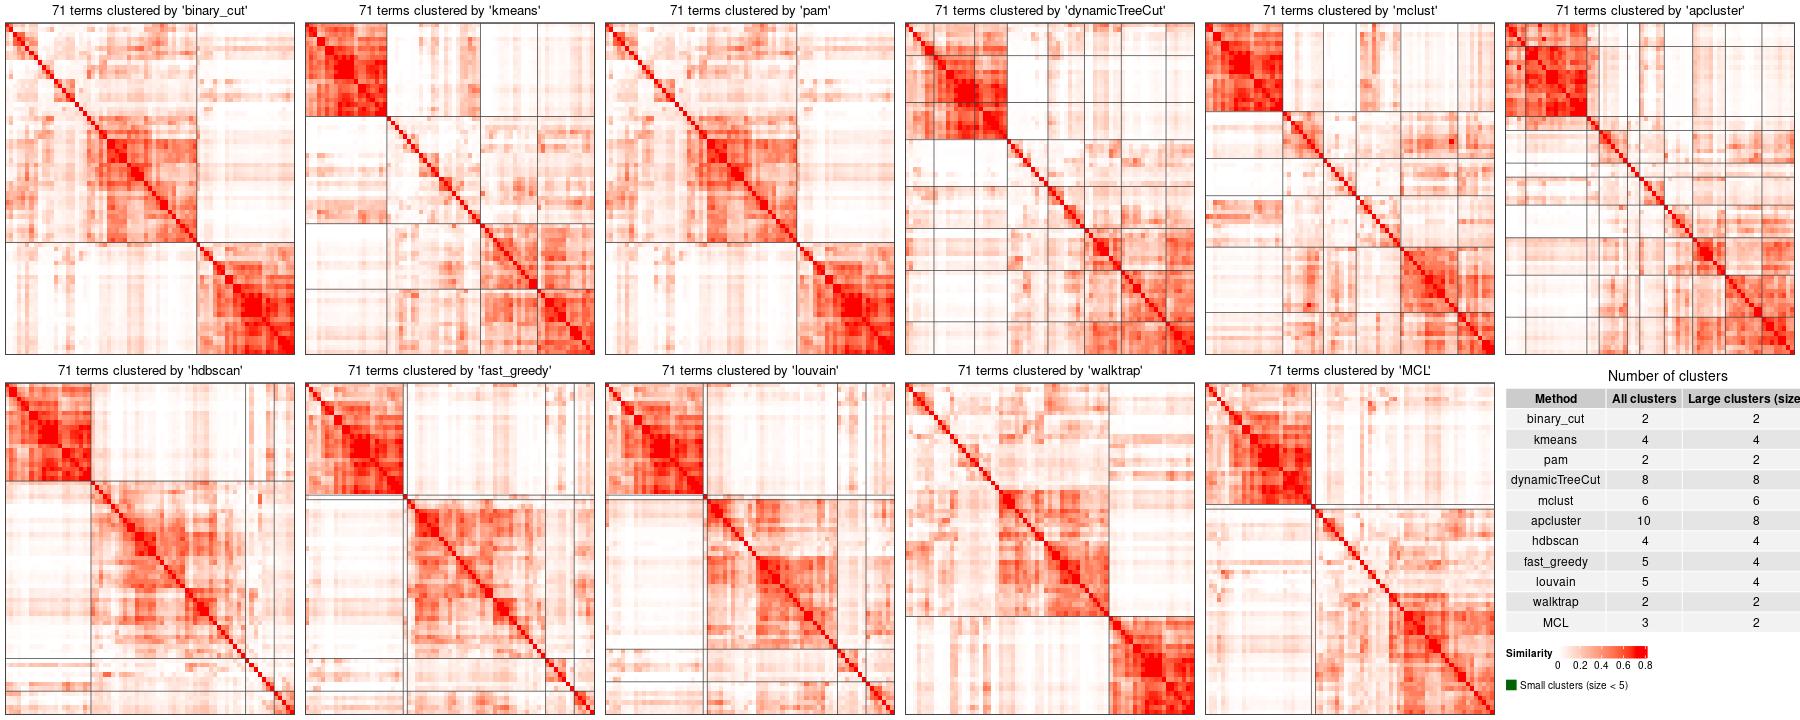 71 terms clustered by 'binary_cut'
71 terms clustered by 'kmeans'
71 terms clustered by 'pam'
71 terms clustered by 'dynamicTreeCut'
71 terms clustered by 'mclust'
71 terms clustered by 'apcluster'
71 terms clustered by 'hdbscan'
71 terms clustered by 'fast_greedy'
71 terms clustered by 'louvain'
71 terms clustered by 'walktrap'
71 terms clustered by 'MCL'
Number of clusters
Method All clusters Large clusters (size
binary_cut 2 2
kmeans 4 4
pam 2 2
dynamicTreeCut 8 8
mclust 6 6
apcluster 10 8
hdbscan 4 4
fast_greedy 5 4
louvain 5 4
walktrap 2 2
MCL 3 2
Similarity
0 0.2 0.4 0.6 0.8
Small clusters (size < 5)